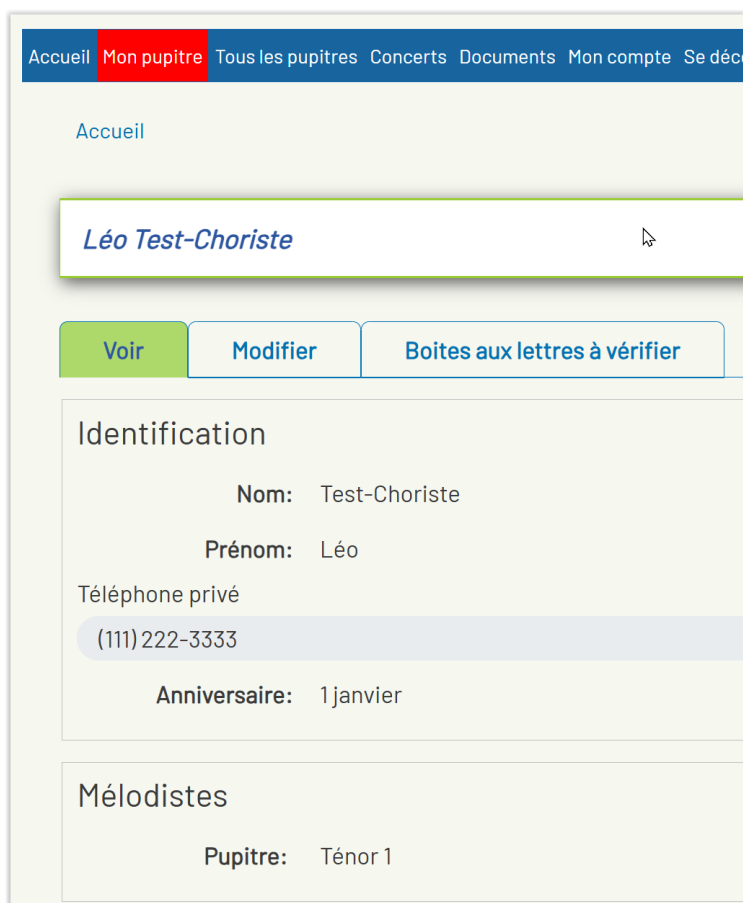 Accueil Mon pupitre Tous les pupitres Concerts Documents Mon compte Se déc
Accueil
Léo Test-Choriste
Voir Modifier Boites aux lettres à vérifier
Identification
Nom: Test-Choriste
Prénom: Léo
Téléphone privé
(111) 222-3333
Anniversaire: 1 janvier
Mélodistes
Pupitre: Ténor 1